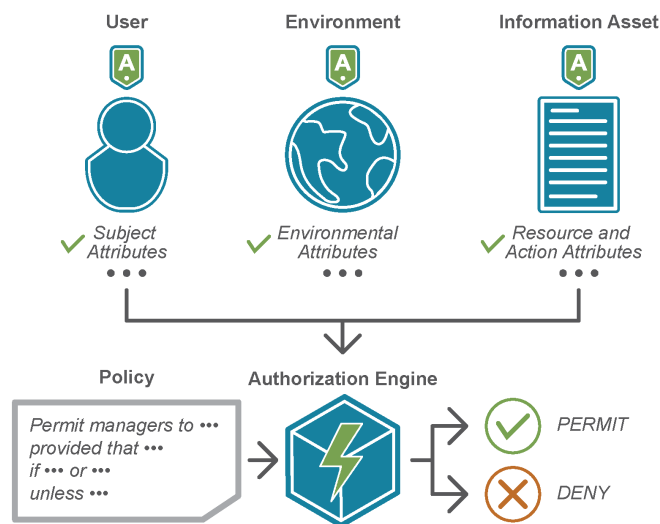 User
Environment
Information Asset
A
A
A
Subject
Attributes
Environmental
Attributes
Resource and
Action Attributes
Policy
Authorization Engine
Permit managers to •••
provided that •••
if ••• or •••
unless •••
PERMIT
DENY